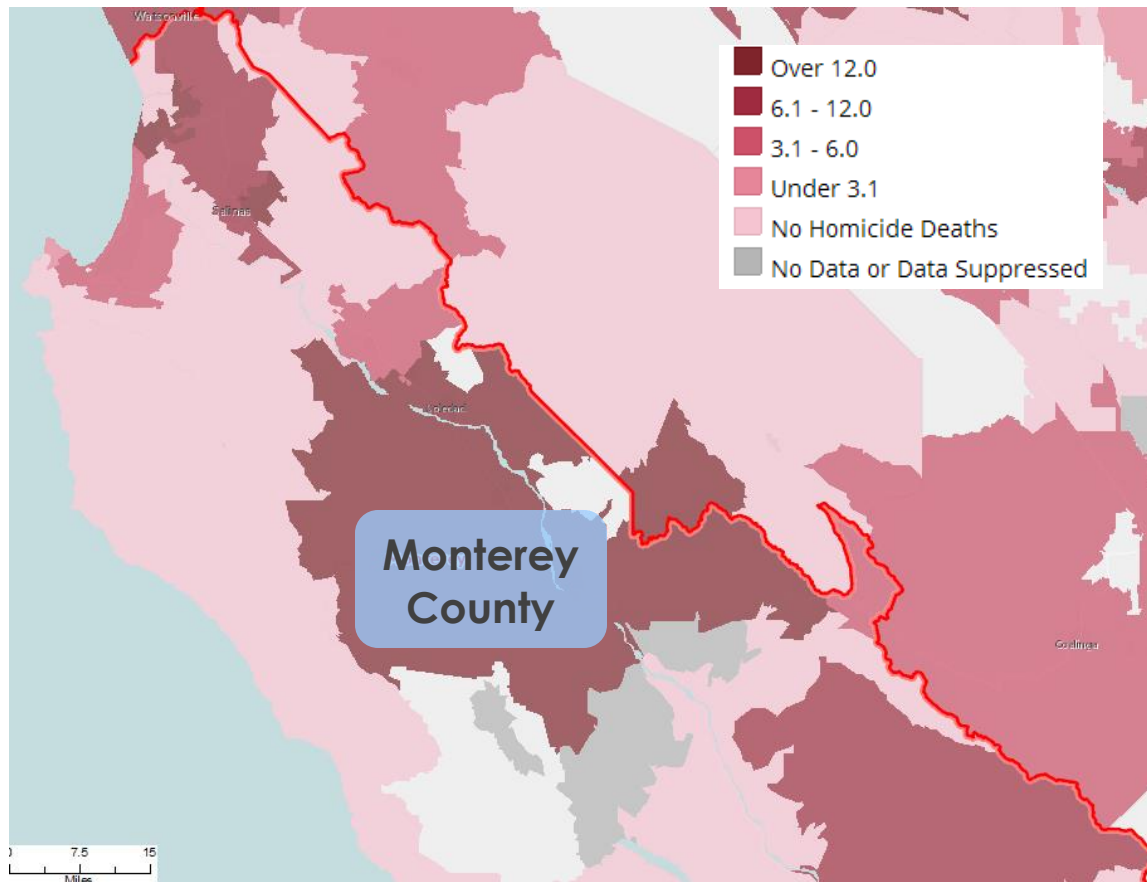 Watsonville
Over 12.0
6.1 - 12.0
3.1 - 6.0
Under 3.1
No Homicide Deaths
No Data or Data Suppressed
Salinas
Soledad
Monterey
County
Coalinga
7.5 15
Miles